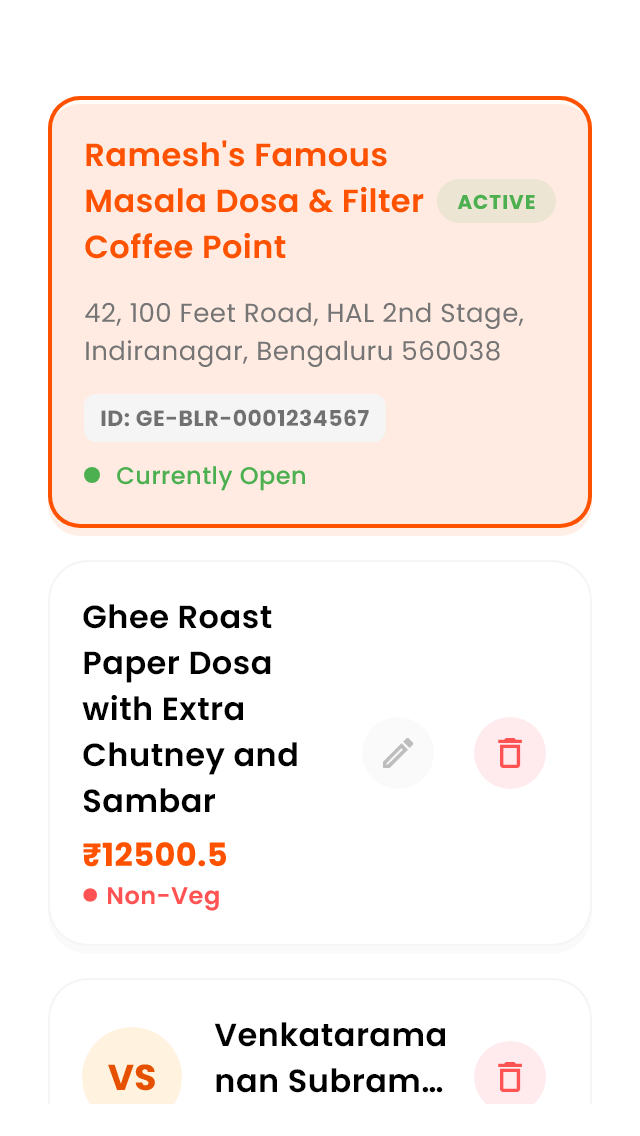 Ramesh's Famous
Masala Dosa & Filter
Coffee Point
ACTIVE
42, 100 Feet Road, HAL 2nd Stage,
Indiranagar, Bengaluru 560038
ID: GE-BLR-0001234567
Currently Open
Ghee Roast
Paper Dosa
with Extra
Chutney and
Sambar
₹12500.5
Non-Veg
VS
Venkatarama
nan Subram...